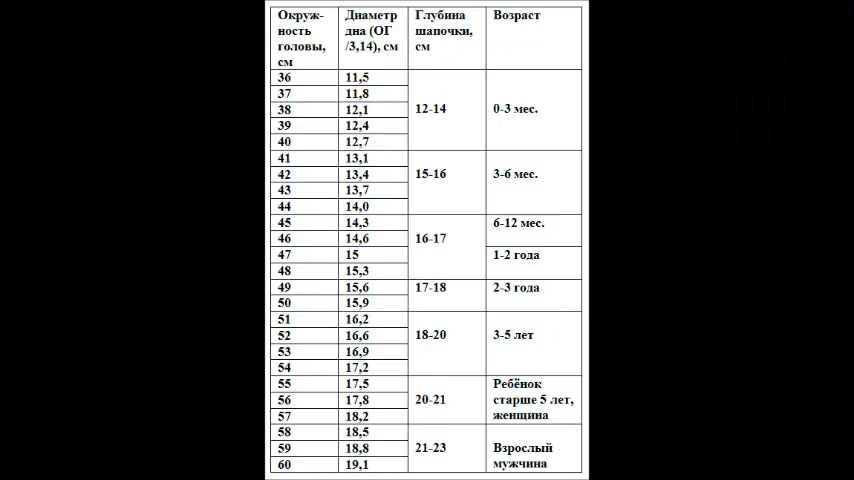 Окруж- Диаметр Глубина Возраст
ность дна (ОГ шапочки,
головы, /3,14), см см
см
36 11,5
37 11,8
38 12,1 12-14 0-3 мес.
39 12,4
40 12,7
41 13,1
42 13,4 15-16 3-6 мес.
43 13,7
44 14,0
45 14,3 6-12 мес.
46 14,6 16-17
47 15 1-2 года
48 15,3
49 15,6 17-18 2-3 года
50 15,9
51 16,2
52 16,6 18-20 3-5 лет
53 16,9
54 17,2
55 17,5 Ребёнок
56 17,8 20-21 старше 5 лет,
57 18,2 женщина
58 18,5
59 18,8 21-23 Взрослый
60 19,1 мужчина